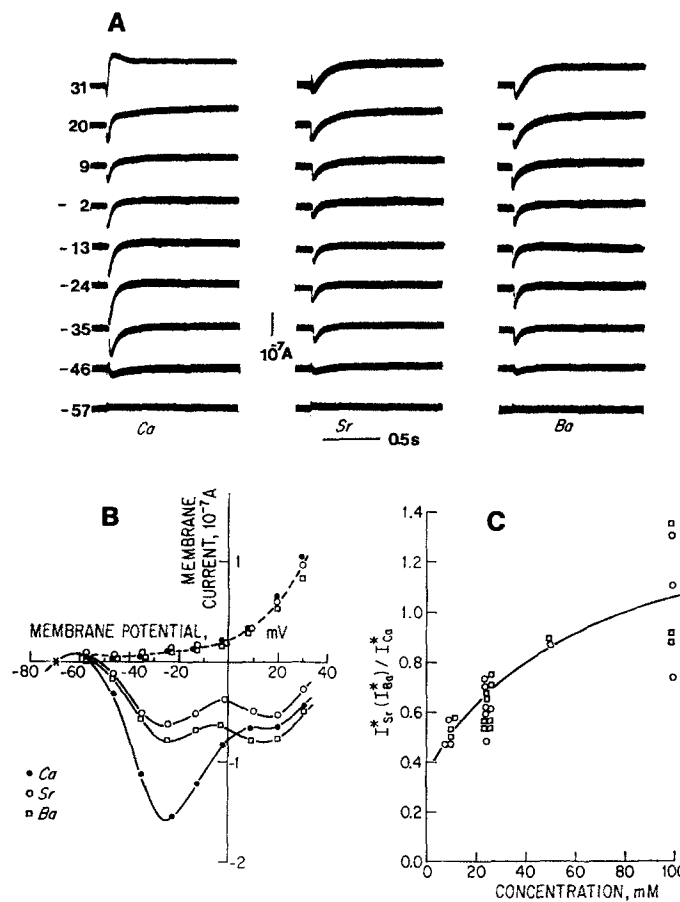 A
31
20
9
- 2
-13
-24
-35
-46
-57
10⁻⁷A
Ca
Sr
0.5s
Ba
B
MEMBRANE
CURRENT, 10⁻⁷A
1
MEMBRANE POTENTIAL, mV
-80 -60 -40 -20 20 40
-1
-2
Ca
Sr
Ba
C
1.4
1.2
1.0
0.8
0.6
0.4
0.2
0.0
I*Sr (I*Ba) / I*Ca
0 20 40 60 80 100
CONCENTRATION, mM